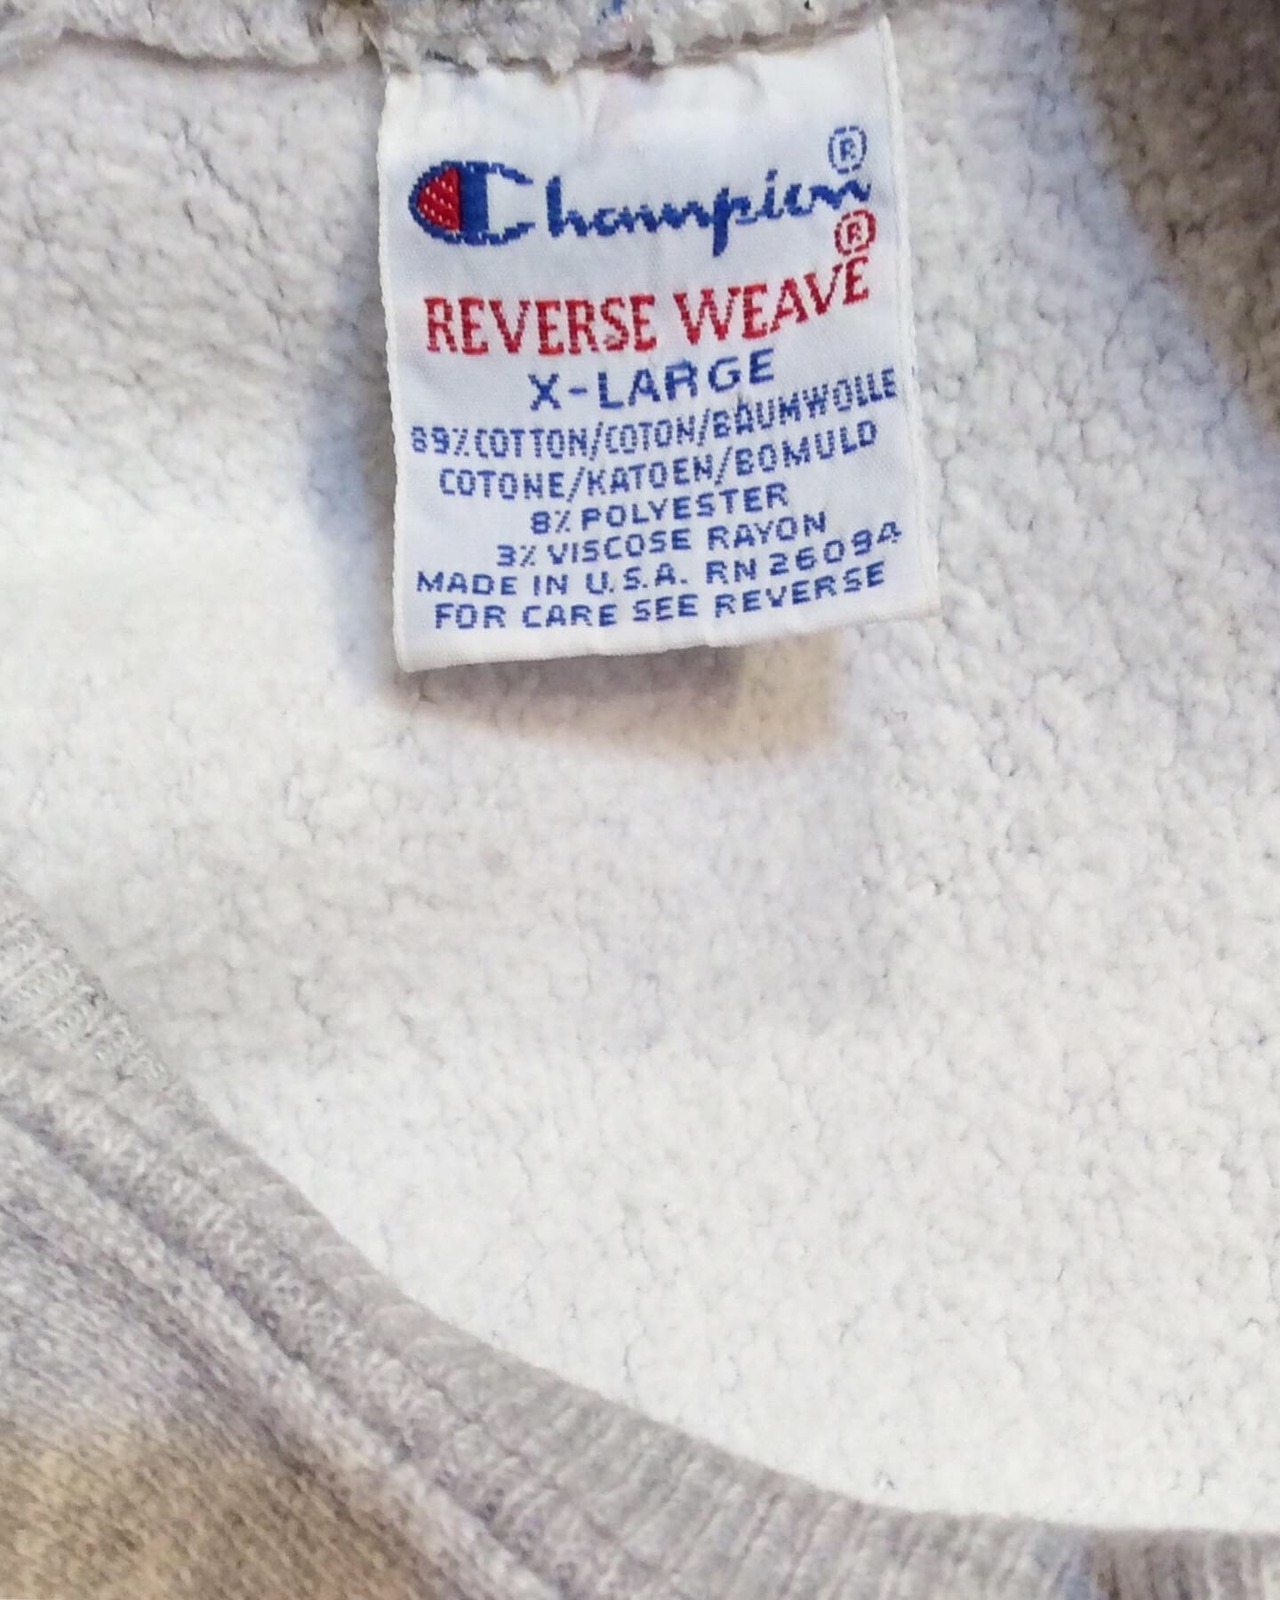 Champion®
REVERSE WEAVE®
X-LARGE
89% COTTON/COTON/BAUMWOLLE
COTONE/KATOEN/BOMULD
8% POLYESTER
3% VISCOSE RAYON
MADE IN U.S.A. RN 26094
FOR CARE SEE REVERSE